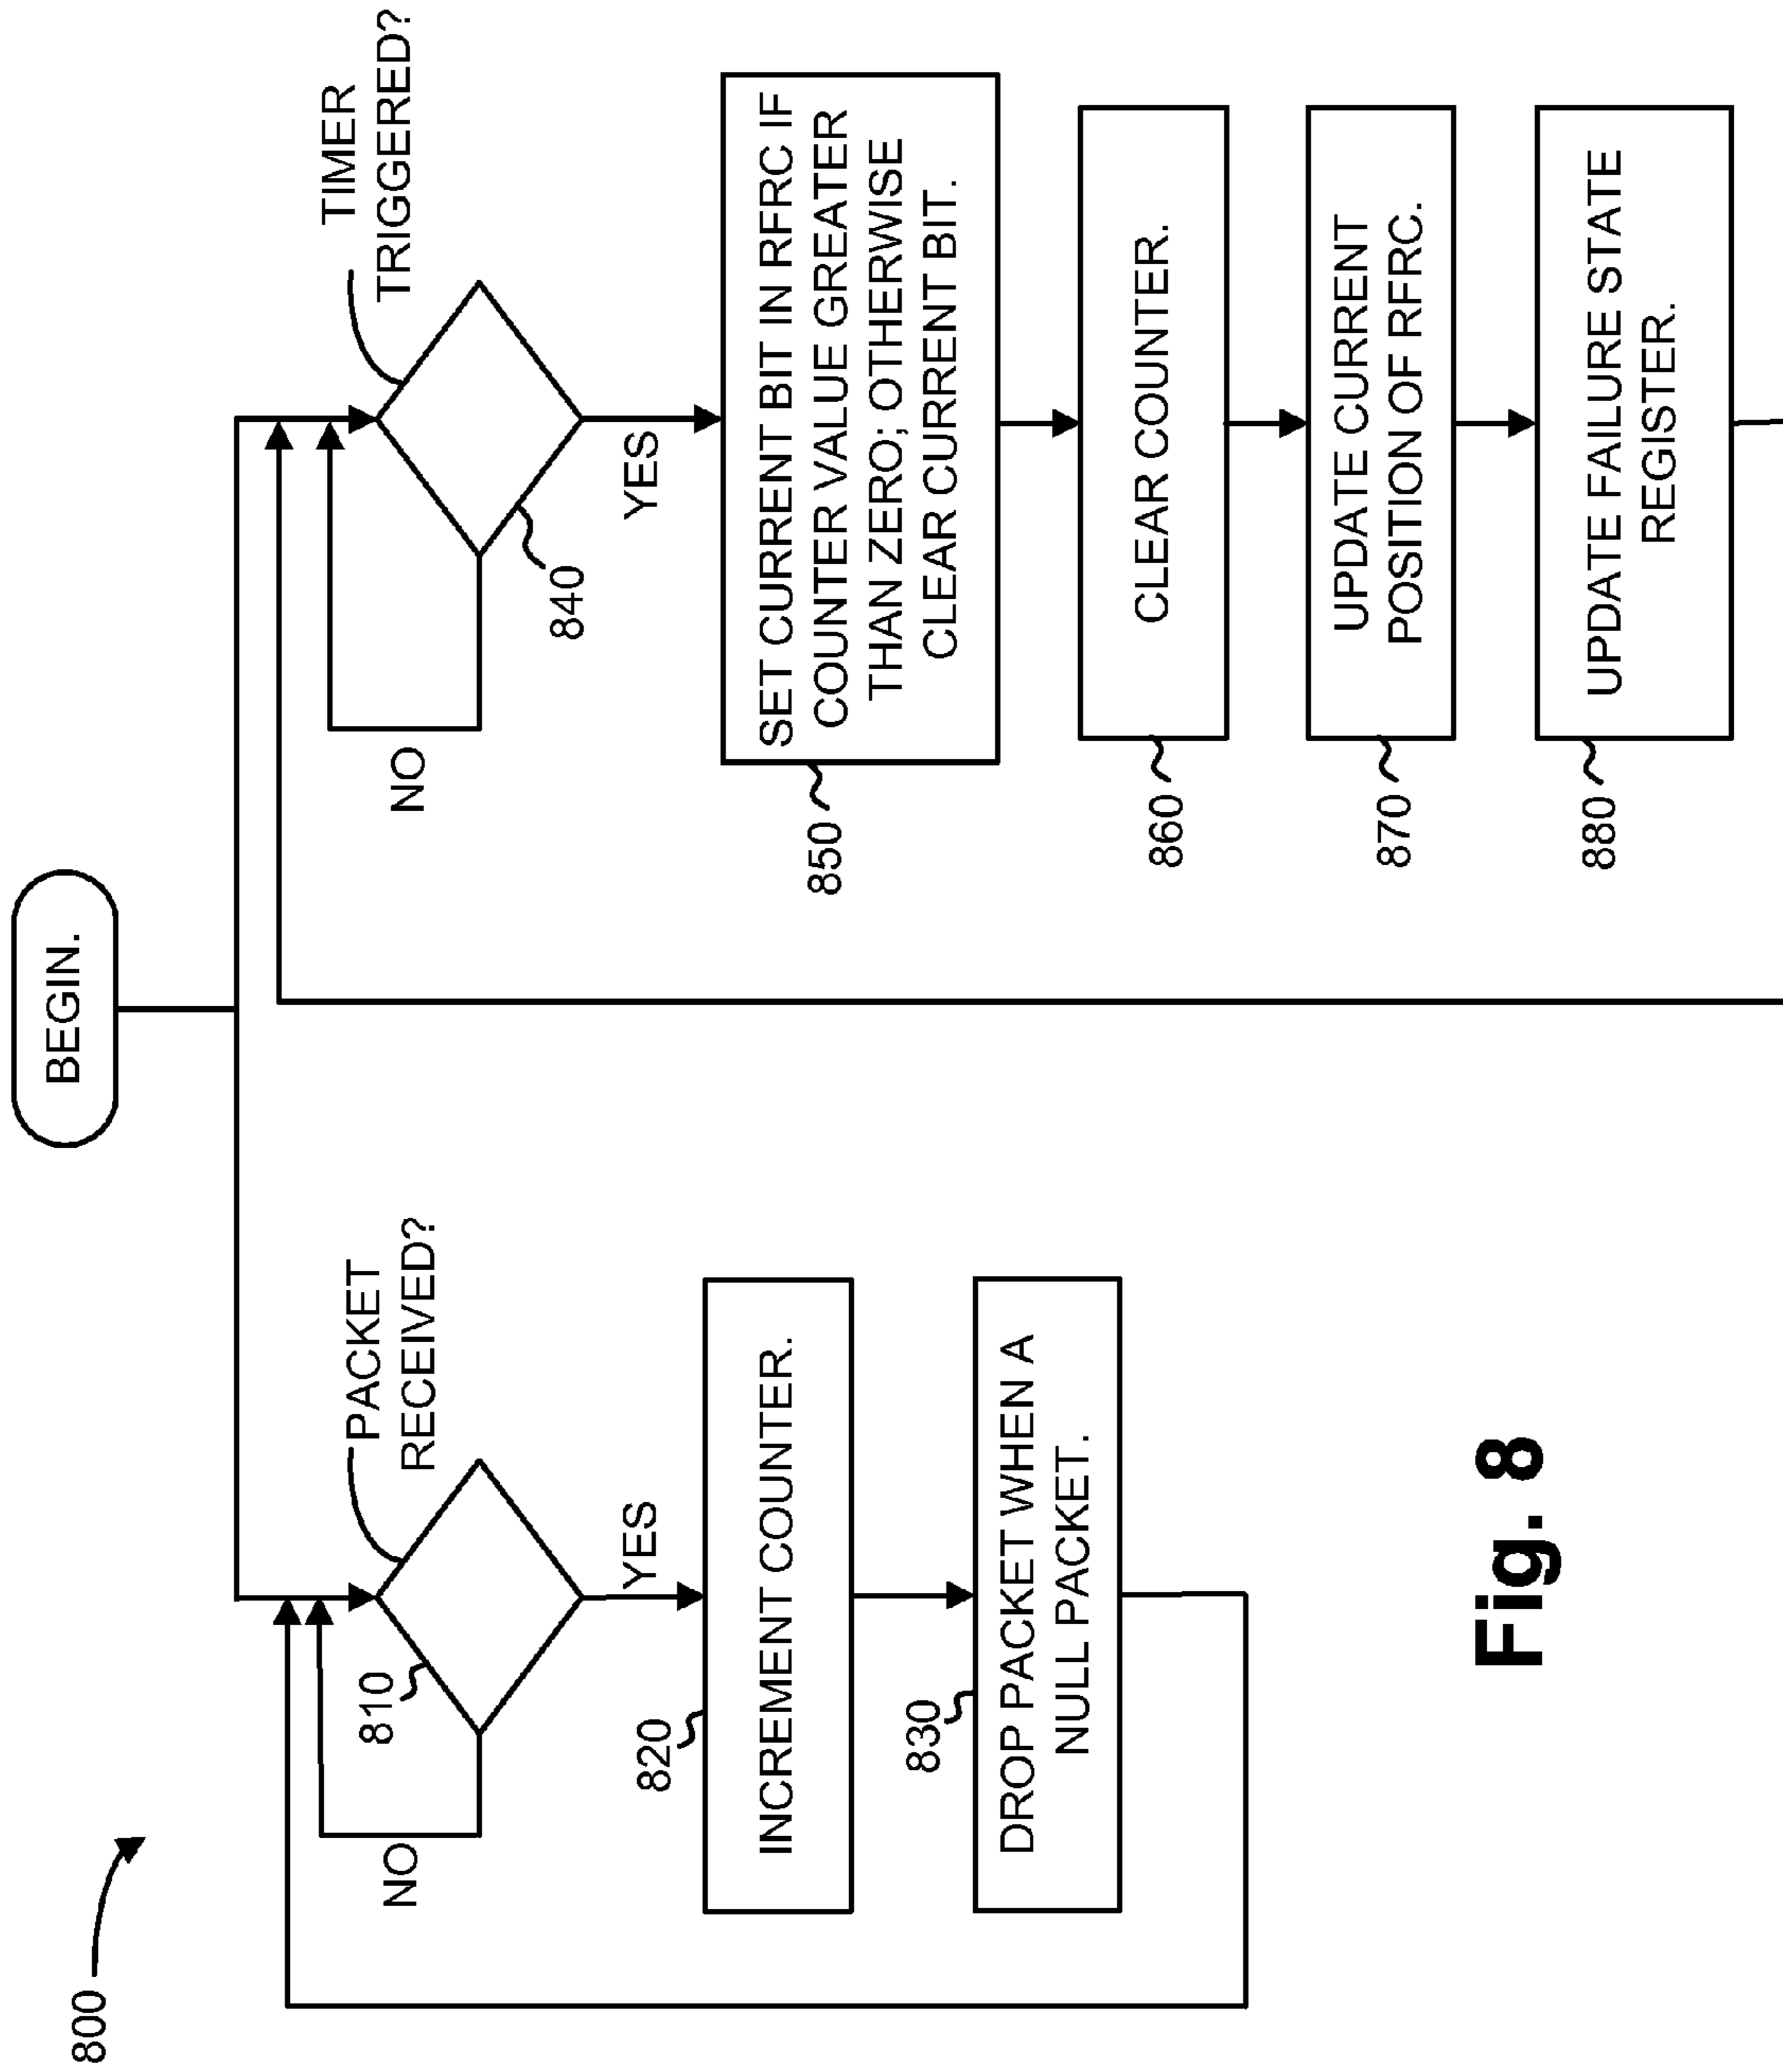 800
BEGIN.
PACKET
RECEIVED?
810
NO
YES
820
INCREMENT COUNTER.
830
DROP PACKET WHEN A
NULL PACKET.
TIMER
TRIGGERED?
840
NO
YES
850
SET CURRENT BIT IN RFRC IF
COUNTER VALUE GREATER
THAN ZERO; OTHERWISE
CLEAR CURRENT BIT.
860
CLEAR COUNTER.
870
UPDATE CURRENT
POSITION OF RFRC.
880
UPDATE FAILURE STATE
REGISTER.
Fig. 8